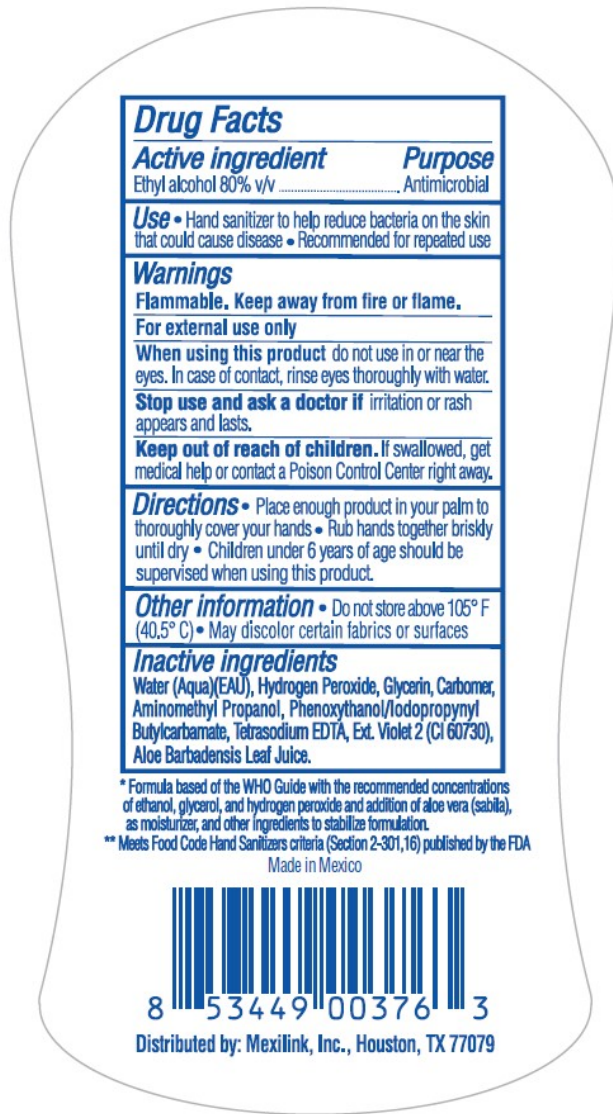 Drug Facts
Active ingredient Purpose
Ethyl alcohol 80% v/v ........................................ Antimicrobial
Use • Hand sanitizer to help reduce bacteria on the skin
that could cause disease • Recommended for repeated use
Warnings
Flammable. Keep away from fire or flame.
For external use only
When using this product do not use in or near the
eyes. In case of contact, rinse eyes thoroughly with water.
Stop use and ask a doctor if irritation or rash
appears and lasts.
Keep out of reach of children. If swallowed, get
medical help or contact a Poison Control Center right away.
Directions • Place enough product in your palm to
thoroughly cover your hands • Rub hands together briskly
until dry • Children under 6 years of age should be
supervised when using this product.
Other information • Do not store above 105° F
(40.5° C) • May discolor certain fabrics or surfaces
Inactive ingredients
Water (Aqua)(EAU), Hydrogen Peroxide, Glycerin, Carbomer,
Aminomethyl Propanol, Phenoxythanol/Iodopropynyl
Butylcarbamate, Tetrasodium EDTA, Ext. Violet 2 (CI 60730),
Aloe Barbadensis Leaf Juice.
* Formula based of the WHO Guide with the recommended concentrations
of ethanol, glycerol, and hydrogen peroxide and addition of aloe vera (sabila),
as moisturizer, and other ingredients to stabilize formulation.
** Meets Food Code Hand Sanitizers criteria (Section 2-301,16) published by the FDA
Made in Mexico
8 53449 00376 3
Distributed by: Mexilink, Inc., Houston, TX 77079